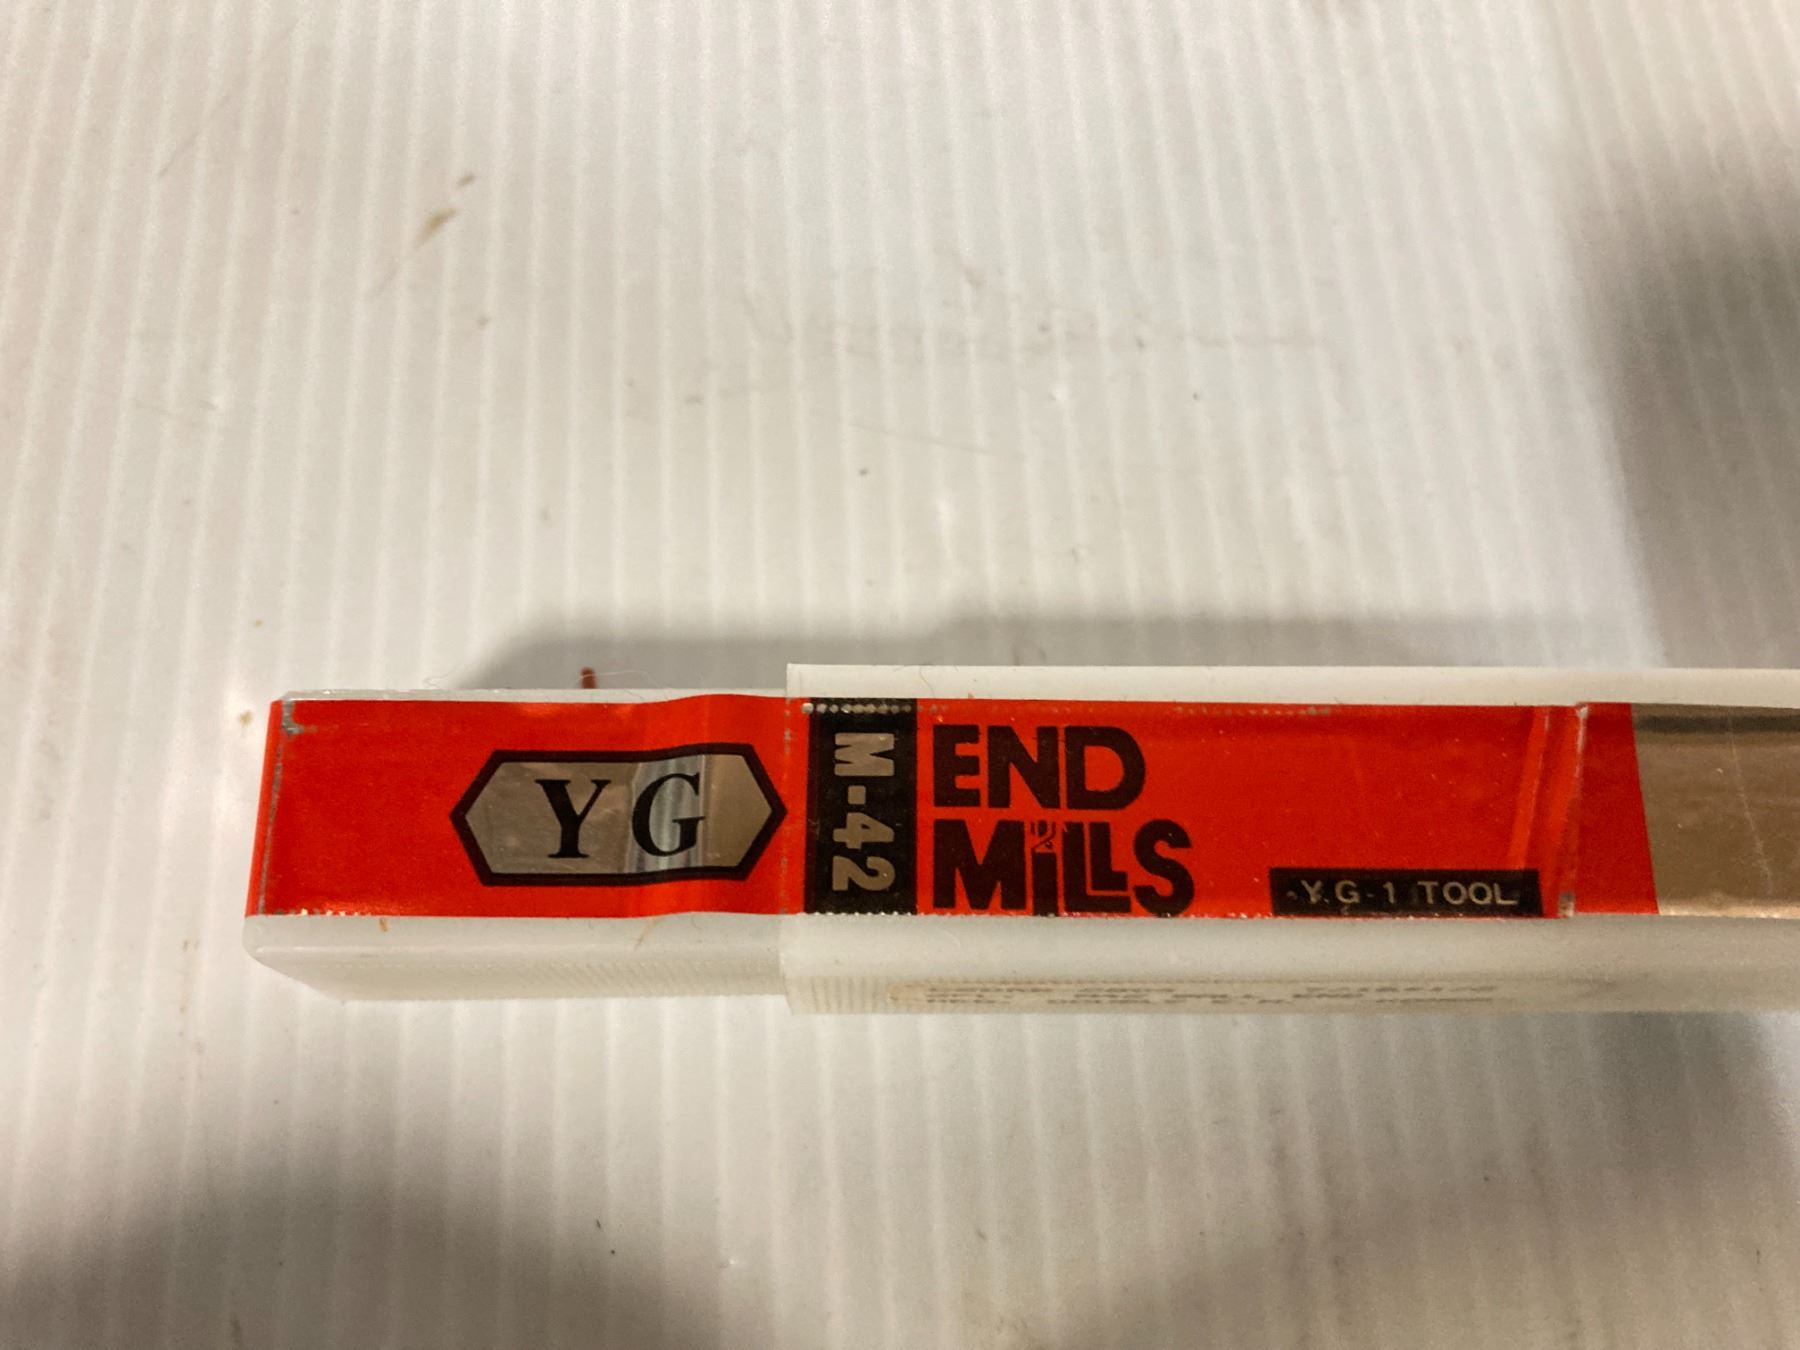 YG
M-42
END
MILLS
Y G-1 TOOL